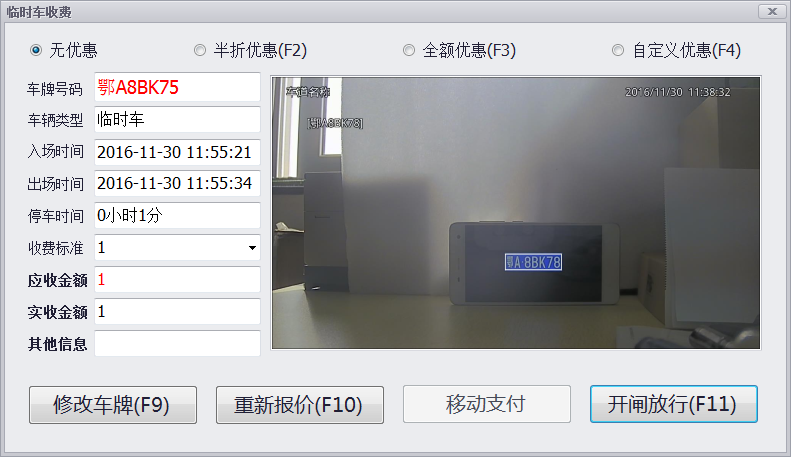 临时车收费
无优惠 半折优惠(F2) 全额优惠(F3) 自定义优惠(F4)
车牌号码 鄂A8BK75
车辆类型 临时车
入场时间 2016-11-30 11:55:21
出场时间 2016-11-30 11:55:34
停车时间 0小时1分
收费标准 1
应收金额 1
实收金额 1
其他信息
车道名称 2016/11/30 11:38:32
[鄂A8BK78]
鄂A·8BK78
修改车牌(F9) 重新报价(F10) 移动支付 开闸放行(F11)